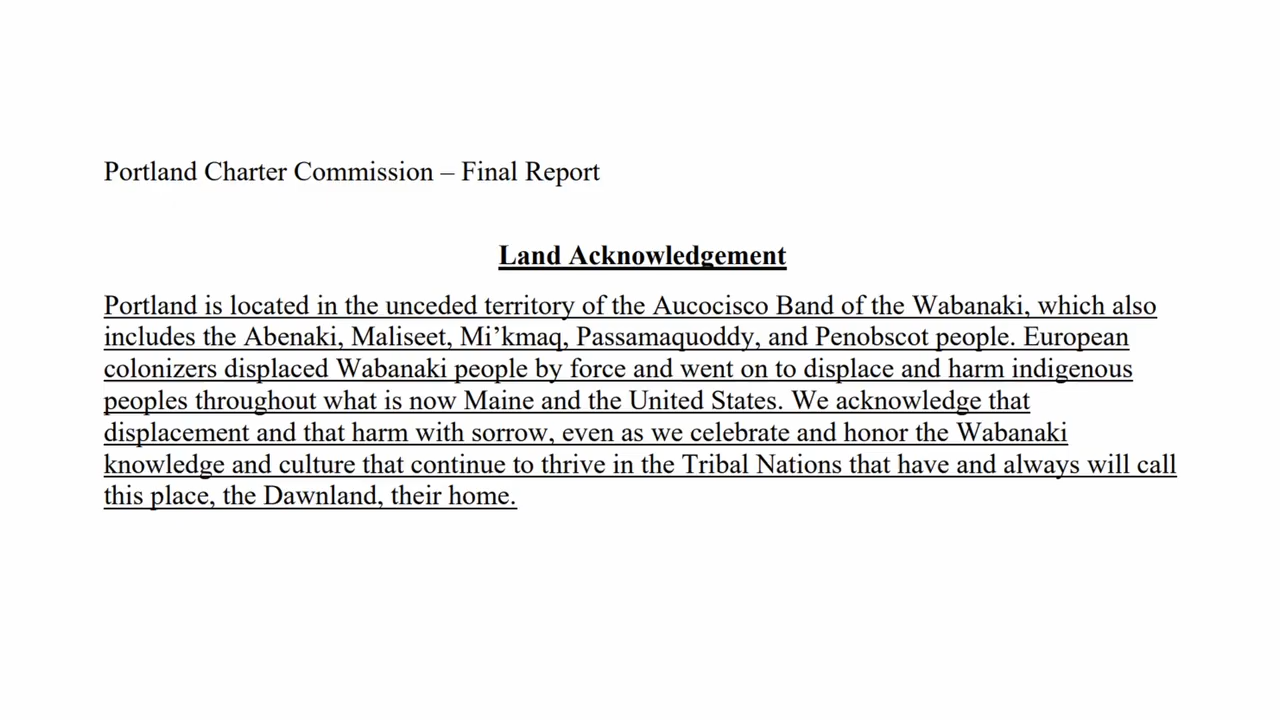 Portland Charter Commission – Final Report
Land Acknowledgement
Portland is located in the unceded territory of the Aucocisco Band of the Wabanaki, which also
includes the Abenaki, Maliseet, Mi’kmaq, Passamaquoddy, and Penobscot people. European
colonizers displaced Wabanaki people by force and went on to displace and harm indigenous
peoples throughout what is now Maine and the United States. We acknowledge that
displacement and that harm with sorrow, even as we celebrate and honor the Wabanaki
knowledge and culture that continue to thrive in the Tribal Nations that have and always will call
this place, the Dawnland, their home.